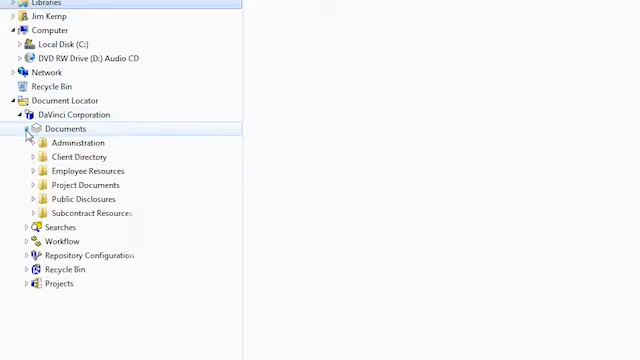 Libraries
Jim Kemp
Computer
Local Disk (C:)
DVD RW Drive (D:) Audio CD
Network
Recycle Bin
Document Locator
DaVinci Corporation
Documents
Administration
Client Directory
Employee Resources
Project Documents
Public Disclosures
Subcontract Resources
Searches
Workflow
Repository Configuration
Recycle Bin
Projects